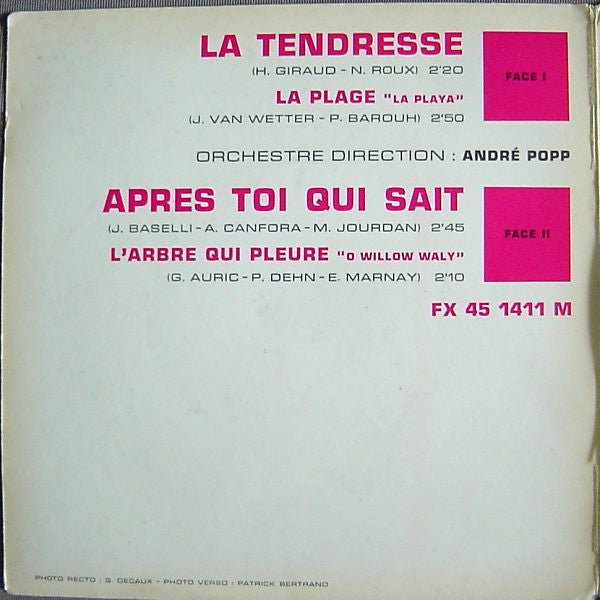 LA TENDRESSE
(H. GIRAUD - N. ROUX) 2'20
FACE I
LA PLAGE "LA PLAYA"
(J. VAN WETTER - P. BAROUH) 2'50
ORCHESTRE DIRECTION : ANDRÉ POPP
APRES TOI QUI SAIT
(J. BASELLI - A. CANFORA - M. JOURDAN) 2'45
FACE II
L'ARBRE QUI PLEURE "O WILLOW WALY"
(G. AURIC - P. DEHN - E. MARNAY) 2'10
FX 45 1411 M
PHOTO RECTO : G. DECAUX - PHOTO VERSO : PATRICK BERTRAND